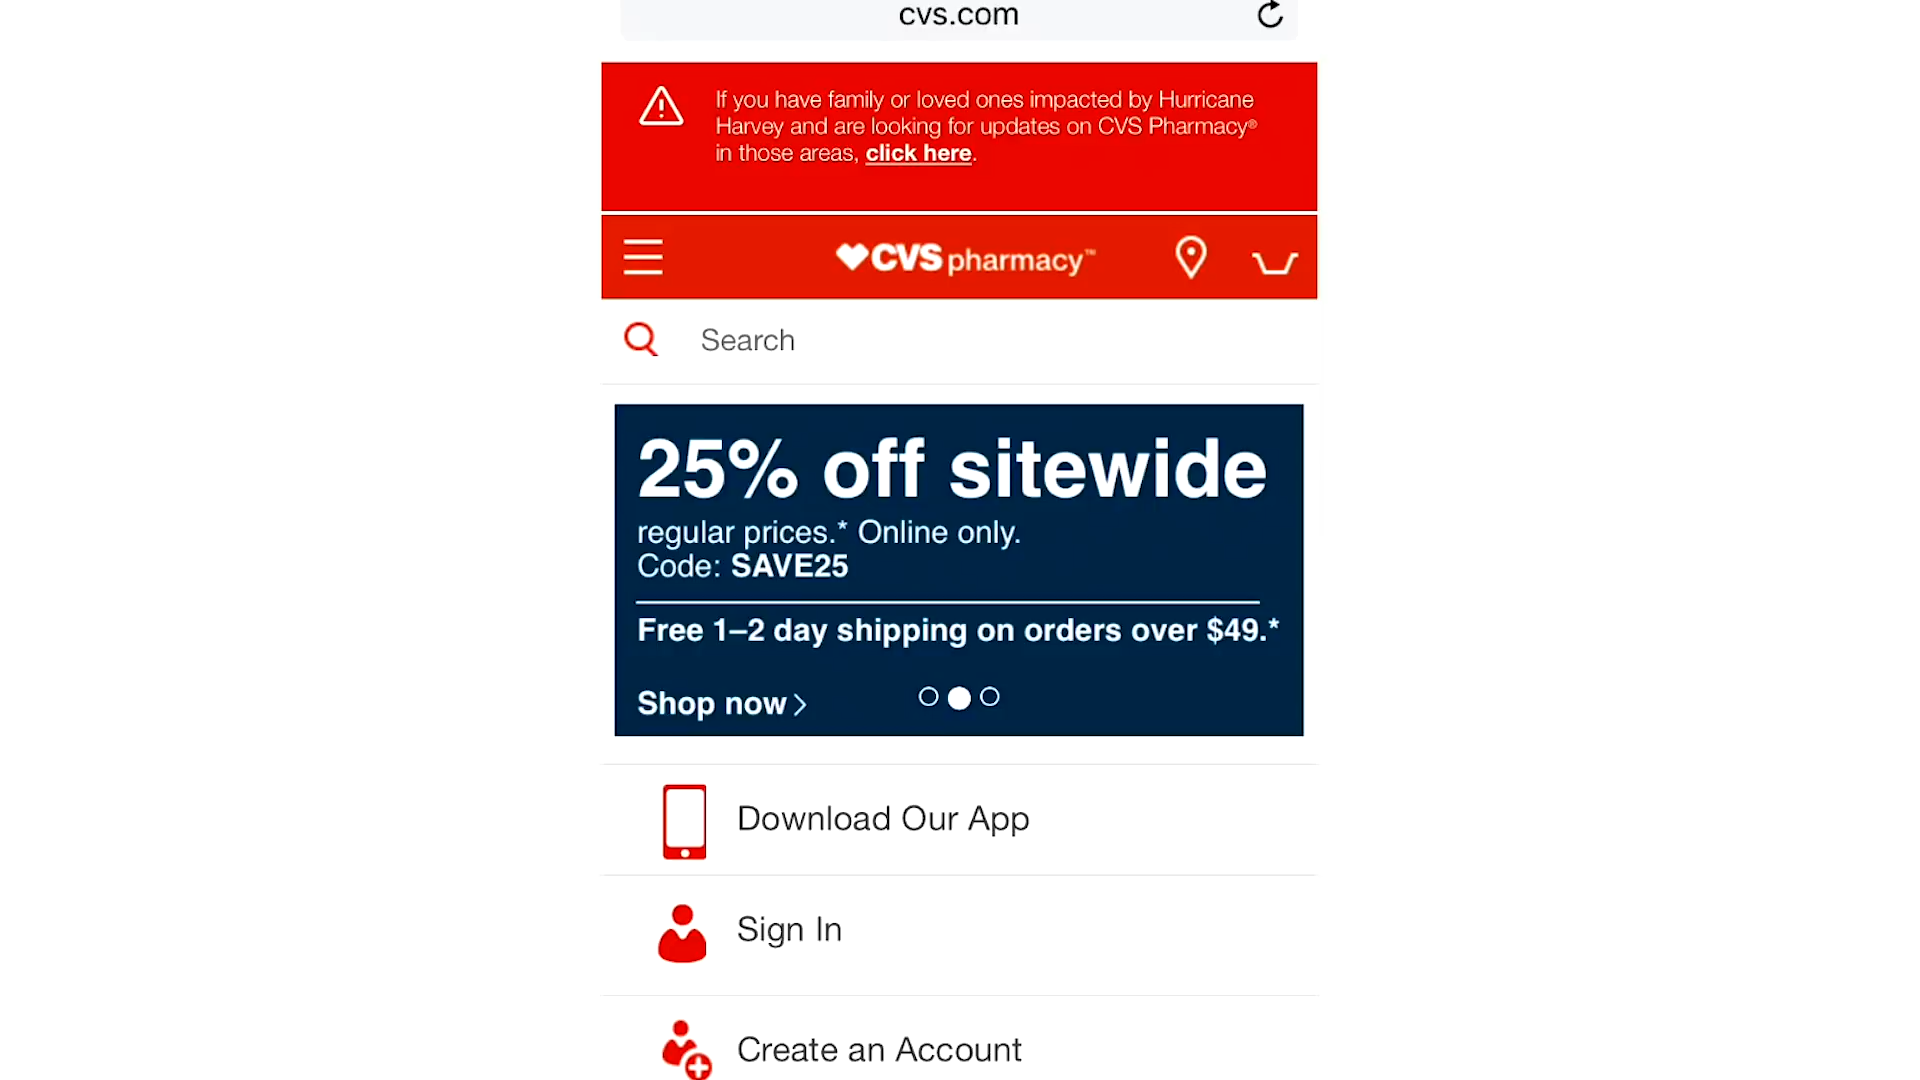 cvs.com
If you have family or loved ones impacted by Hurricane
Harvey and are looking for updates on CVS Pharmacy®
in those areas, click here.
CVS pharmacy™
Search
25% off sitewide
regular prices.* Online only.
Code: SAVE25
Free 1–2 day shipping on orders over $49.*
Shop now
Download Our App
Sign In
Create an Account